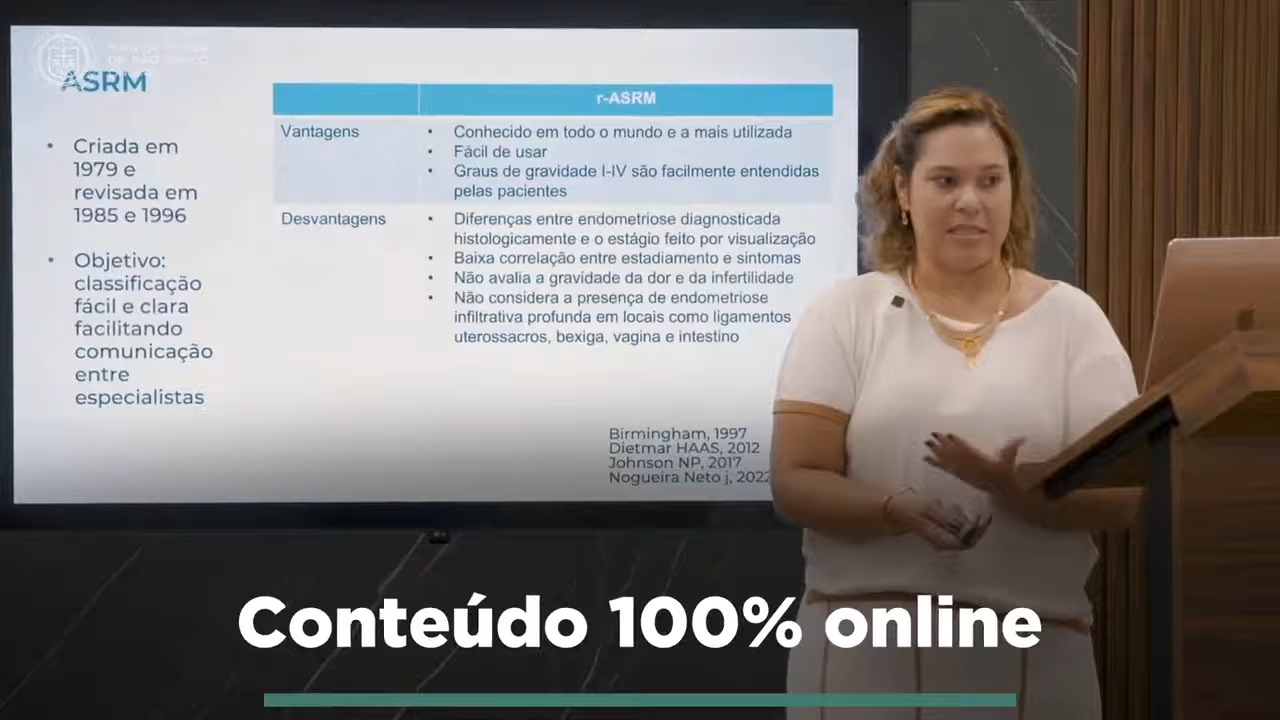 ASRM
• Criada em
1979 e
revisada em
1985 e 1996
• Objetivo:
classificação
fácil e clara
facilitando
comunicação
entre
especialistas
r-ASRM
Vantagens
• Conhecido em todo o mundo e a mais utilizada
• Fácil de usar
• Graus de gravidade I-IV são facilmente entendidas
pelas pacientes
Desvantagens
• Diferenças entre endometriose diagnosticada
histologicamente e o estágio feito por visualização
• Baixa correlação entre estadiamento e sintomas
• Não avalia a gravidade da dor e da infertilidade
• Não considera a presença de endometriose
infiltrativa profunda em locais como ligamentos
uterossacros, bexiga, vagina e intestino
Birmingham, 1997
Dietmar HAAS, 2012
Johnson NP, 2017
Nogueira Neto j, 2022
Conteúdo 100% online